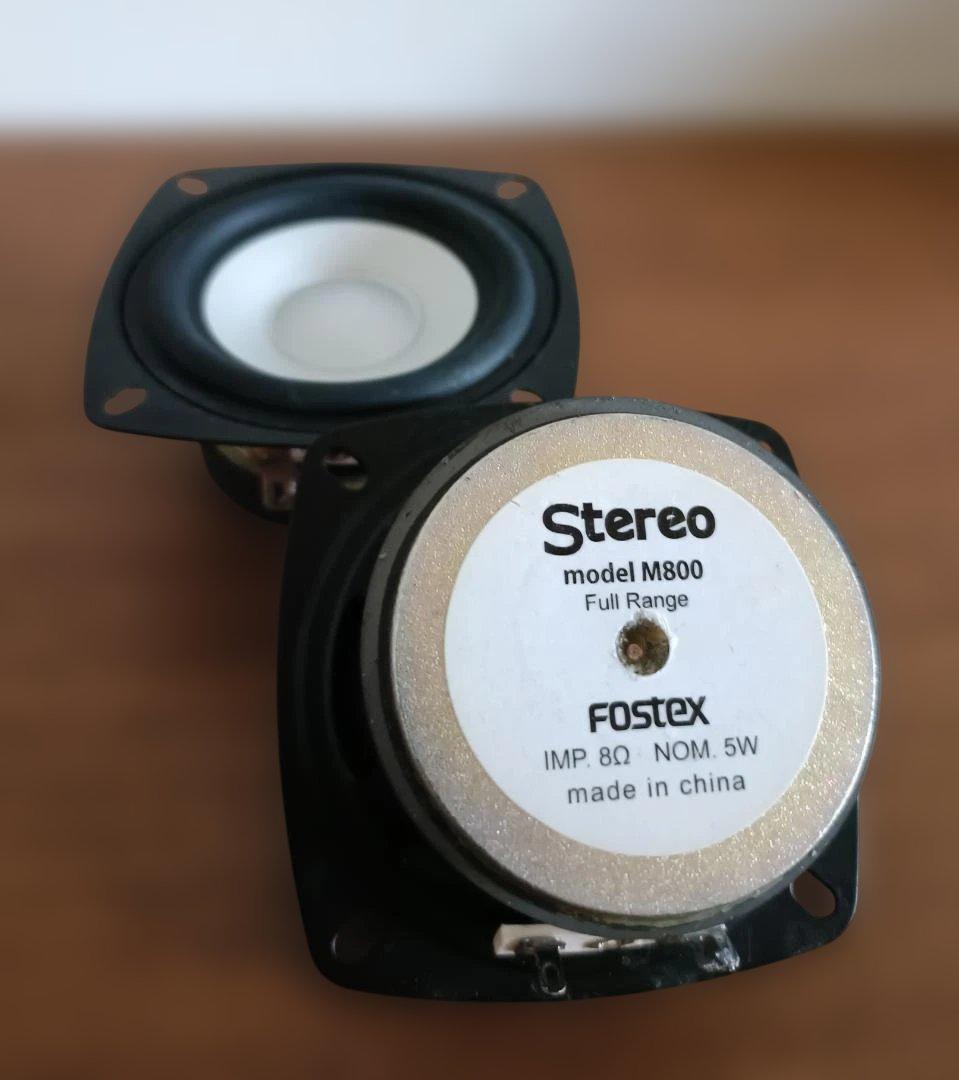 Stereo
model M800
Full Range
FOSTEX
IMP. 8Ω NOM. 5W
made in china